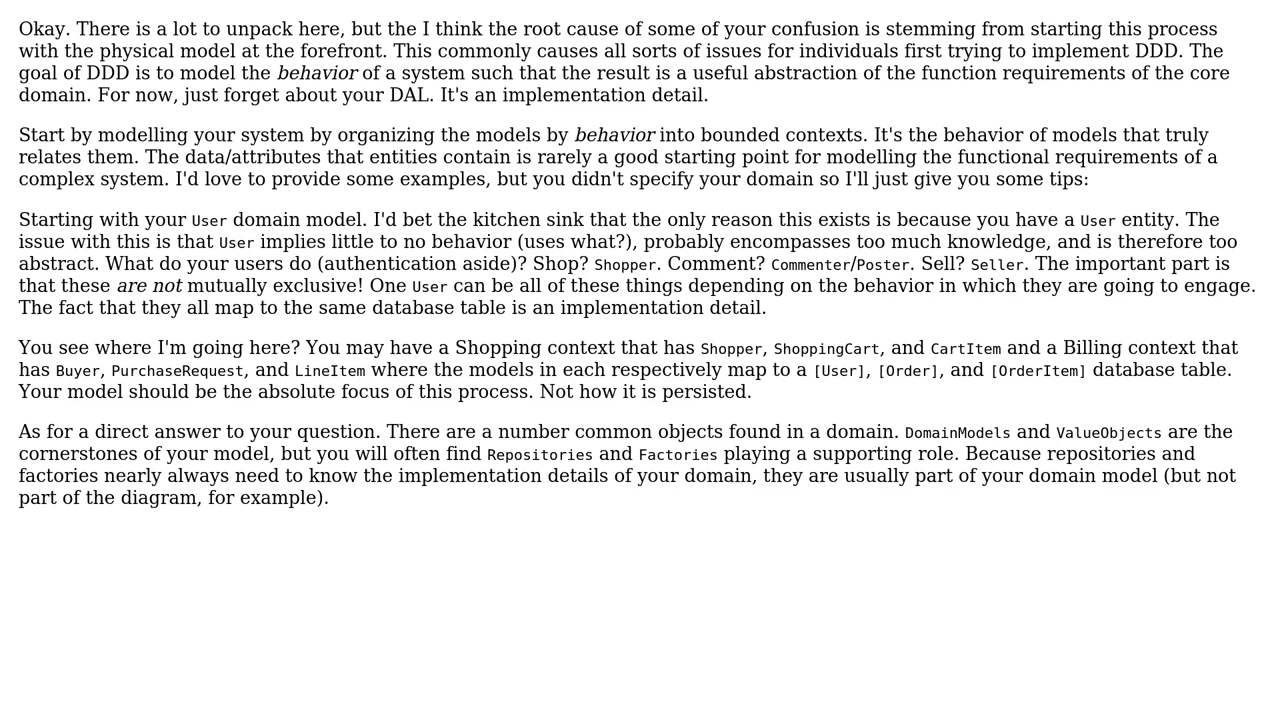 Okay. There is a lot to unpack here, but the I think the root cause of some of your confusion is stemming from starting this process
with the physical model at the forefront. This commonly causes all sorts of issues for individuals first trying to implement DDD. The
goal of DDD is to model the behavior of a system such that the result is a useful abstraction of the function requirements of the core
domain. For now, just forget about your DAL. It's an implementation detail.
Start by modelling your system by organizing the models by behavior into bounded contexts. It's the behavior of models that truly
relates them. The data/attributes that entities contain is rarely a good starting point for modelling the functional requirements of a
complex system. I'd love to provide some examples, but you didn't specify your domain so I'll just give you some tips:
Starting with your User domain model. I'd bet the kitchen sink that the only reason this exists is because you have a User entity. The
issue with this is that User implies little to no behavior (uses what?), probably encompasses too much knowledge, and is therefore too
abstract. What do your users do (authentication aside)? Shop? Shopper. Comment? Commenter/Poster. Sell? Seller. The important part is
that these are not mutually exclusive! One User can be all of these things depending on the behavior in which they are going to engage.
The fact that they all map to the same database table is an implementation detail.
You see where I'm going here? You may have a Shopping context that has Shopper, ShoppingCart, and CartItem and a Billing context that
has Buyer, PurchaseRequest, and LineItem where the models in each respectively map to a [User], [Order], and [OrderItem] database table.
Your model should be the absolute focus of this process. Not how it is persisted.
As for a direct answer to your question. There are a number common objects found in a domain. DomainModels and ValueObjects are the
cornerstones of your model, but you will often find Repositories and Factories playing a supporting role. Because repositories and
factories nearly always need to know the implementation details of your domain, they are usually part of your domain model (but not
part of the diagram, for example).